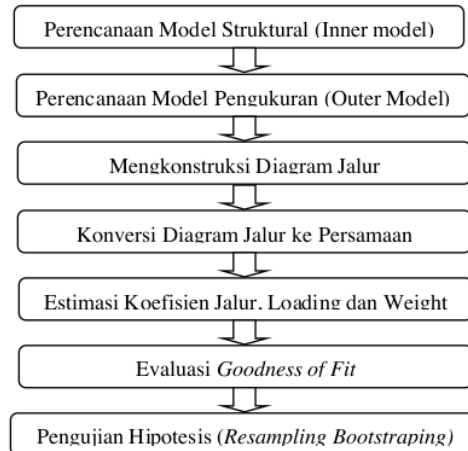 Perencanaan Model Struktural (Inner model)
Perencanaan Model Pengukuran (Outer Model)
Mengkonstruksi Diagram Jalur
Konversi Diagram Jalur ke Persamaan
Estimasi Koefisien Jalur. Loading dan Weight
Evaluasi Goodness of Fit
Pengujian Hipotesis (Resampling Bootstraping)